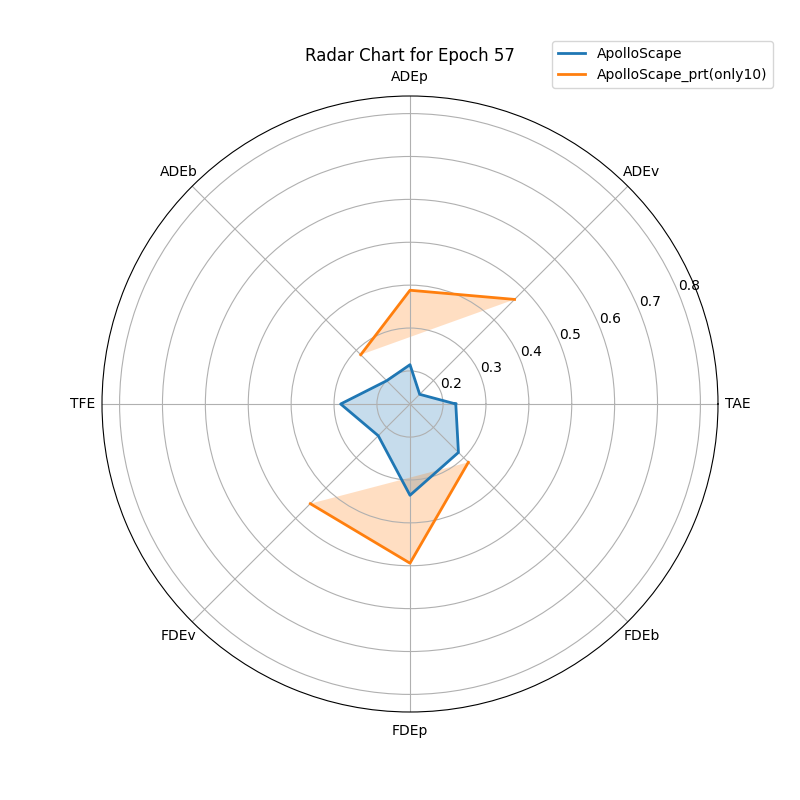 Radar Chart for Epoch 57
ApolloScape
ApolloScape_prt(only10)
ADEp
ADEb
ADEv
0.8
0.7
0.6
0.5
0.4
0.3
0.2
TFE
TAE
FDEv
FDEb
FDEp